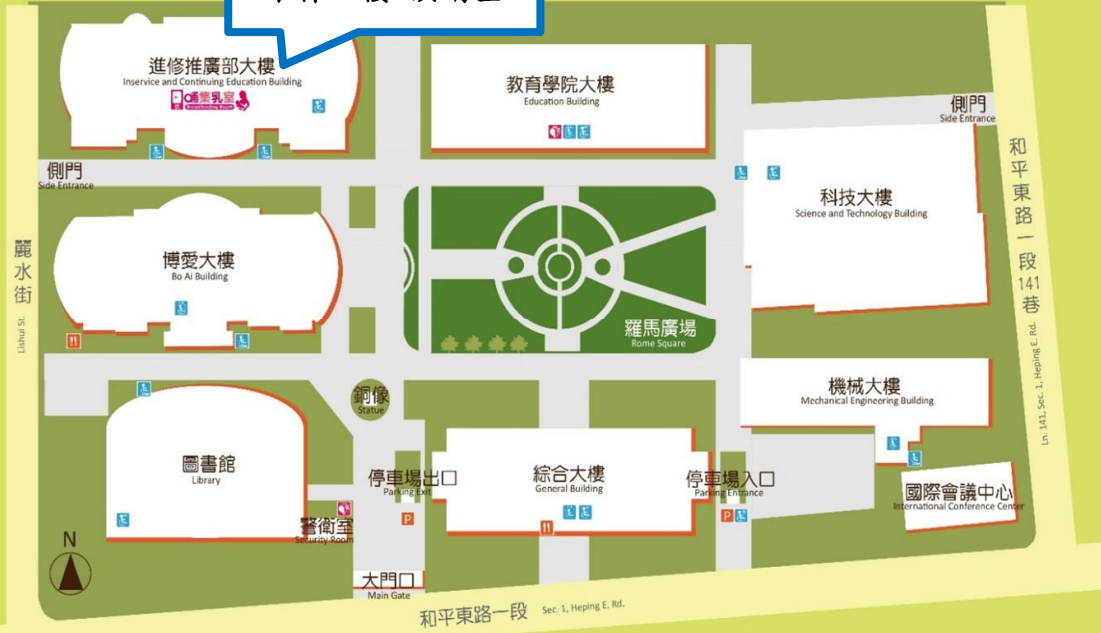 進修推廣部大樓
Inservice and Continuing Education Building
哺集乳室
Breastfeeding Room
教育學院大樓
Education Building
側門
Side Entrance
側門
Side Entrance
科技大樓
Science and Technology Building
博愛大樓
Bo Ai Building
麗水街
Lishui St.
和平東路一段141巷
Ln. 141, Sec. 1, Heping E. Rd.
羅馬廣場
Rome Square
銅像
Statue
機械大樓
Mechanical Engineering Building
圖書館
Library
停車場出口
Parking Exit
P
綜合大樓
General Building
停車場入口
Parking Entrance
P
國際會議中心
International Conference Center
警衛室
Security Room
N
大門口
Main Gate
和平東路一段 Sec. 1, Heping E. Rd.